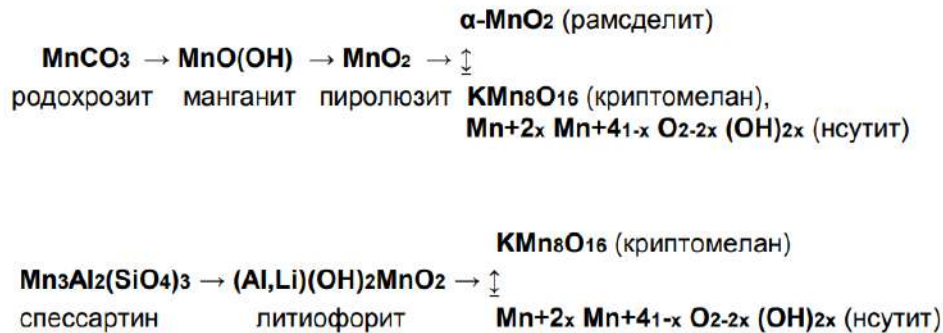 α-MnO2 (рамсделит)
MnCO3 → MnO(OH) → MnO2 → ↨
родохрозит манганит пиролюзит KMn8O16 (криптомелан),
Mn+2x Mn+41-x O2-2x (OH)2x (нсутит)
KMn8O16 (криптомелан)
Mn3Al2(SiO4)3 → (Al,Li)(OH)2MnO2 → ↨
спессартин литиофорит Mn+2x Mn+41-x O2-2x (OH)2x (нсутит)